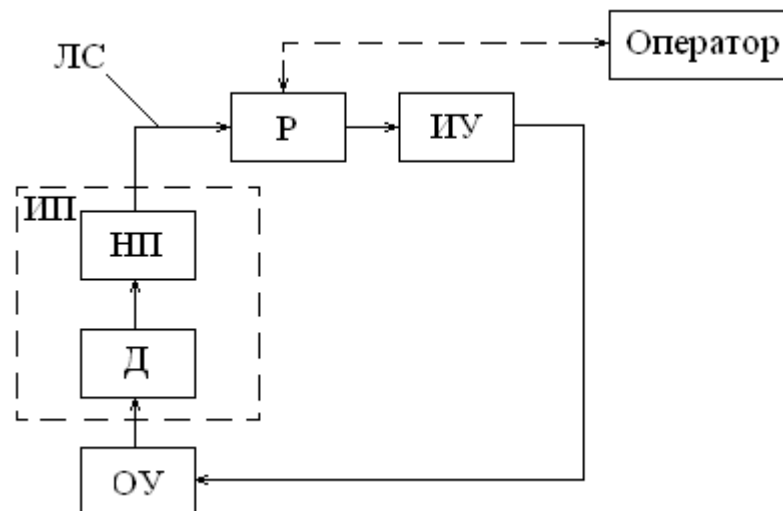 Оператор
ЛС
Р
ИУ
ИП
НП
Д
ОУ